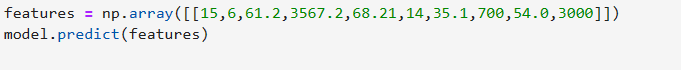 features = np.array([[15,6,61.2,3567.2,68.21,14,35.1,700,54.0,3000]])
model.predict(features)